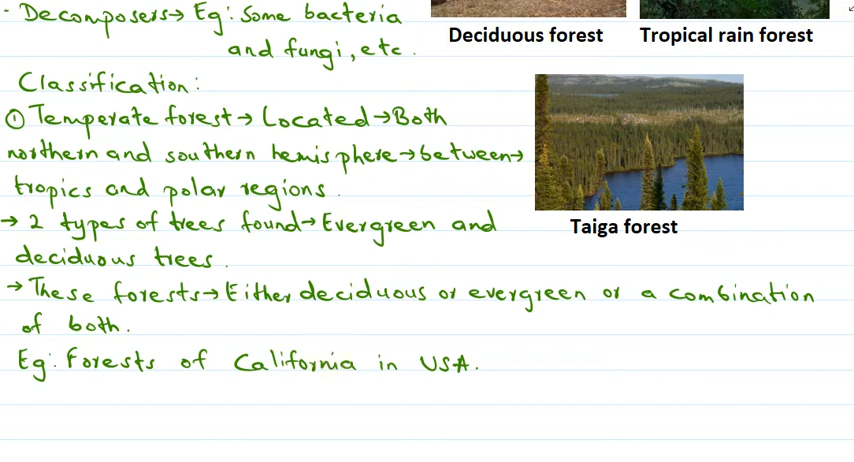 · Decomposers→ Eg: Some bacteria
and fungi, etc.
Deciduous forest
Tropical rain forest
Classification:
① Temperate forest → Located → Both
northern and southern hemisphere → between →
tropics and polar regions.
→ 2 types of trees found → Evergreen and
deciduous trees.
Taiga forest
→ These forests → Either deciduous or evergreen or a combination
of both.
Eg: Forests of California in USA.